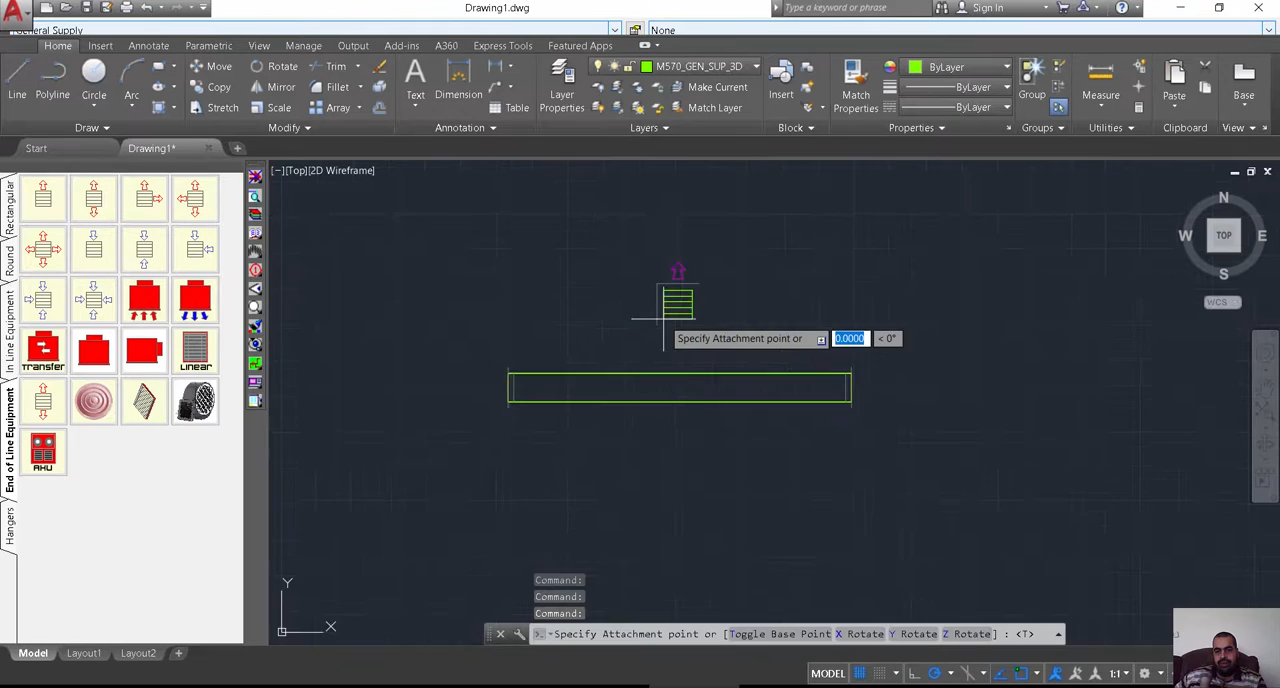 Drawing1.dwg
Type a keyword or phrase
Sign In
General Supply
None
Home Insert Annotate Parametric View Manage Output Add-ins A360 Express Tools Featured Apps
Line
Polyline
Circle
Arc
Move
Rotate
Trim
Copy
Mirror
Fillet
Stretch
Scale
Array
Text
Dimension
Table
Layer
Properties
M570_GEN_SUP_3D
Make Current
Match Layer
Insert
Match
Properties
ByLayer
ByLayer
ByLayer
Group
Measure
Paste
Base
Draw
Modify
Annotation
Layers
Block
Properties
Groups
Utilities
Clipboard
View
Start
Drawing1*
[−][Top][2D Wireframe]
Rectangular
Round
In Line Equipment
End of Line Equipment
Hangers
TRANSFER
LINEAR
AHU
N
W
TOP
E
S
WCS
Specify Attachment point or
0.0000
< 0°
Y
X
Command:
Command:
Command:
Specify Attachment point or [Toggle Base Point X Rotate Y Rotate Z Rotate] : <T>
Model
Layout1
Layout2
MODEL
1:1